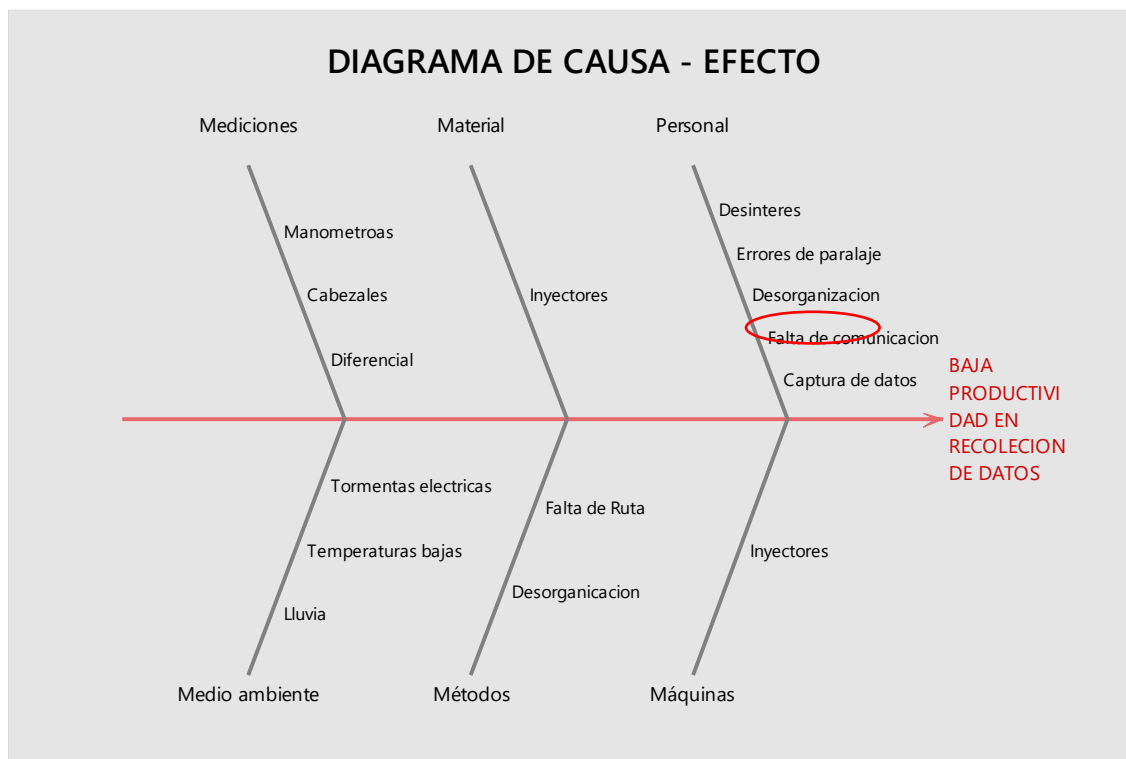 DIAGRAMA DE CAUSA - EFECTO
Mediciones
Material
Personal
Manometroas
Cabezales
Diferencial
Inyectores
Desinteres
Errores de paralaje
Desorganizacion
Falta de comunicacion
Captura de datos
BAJA
PRODUCTIVI
DAD EN
RECOLECION
DE DATOS
Tormentas electricas
Temperaturas bajas
Lluvia
Falta de Ruta
Desorganicacion
Inyectores
Medio ambiente
Métodos
Máquinas